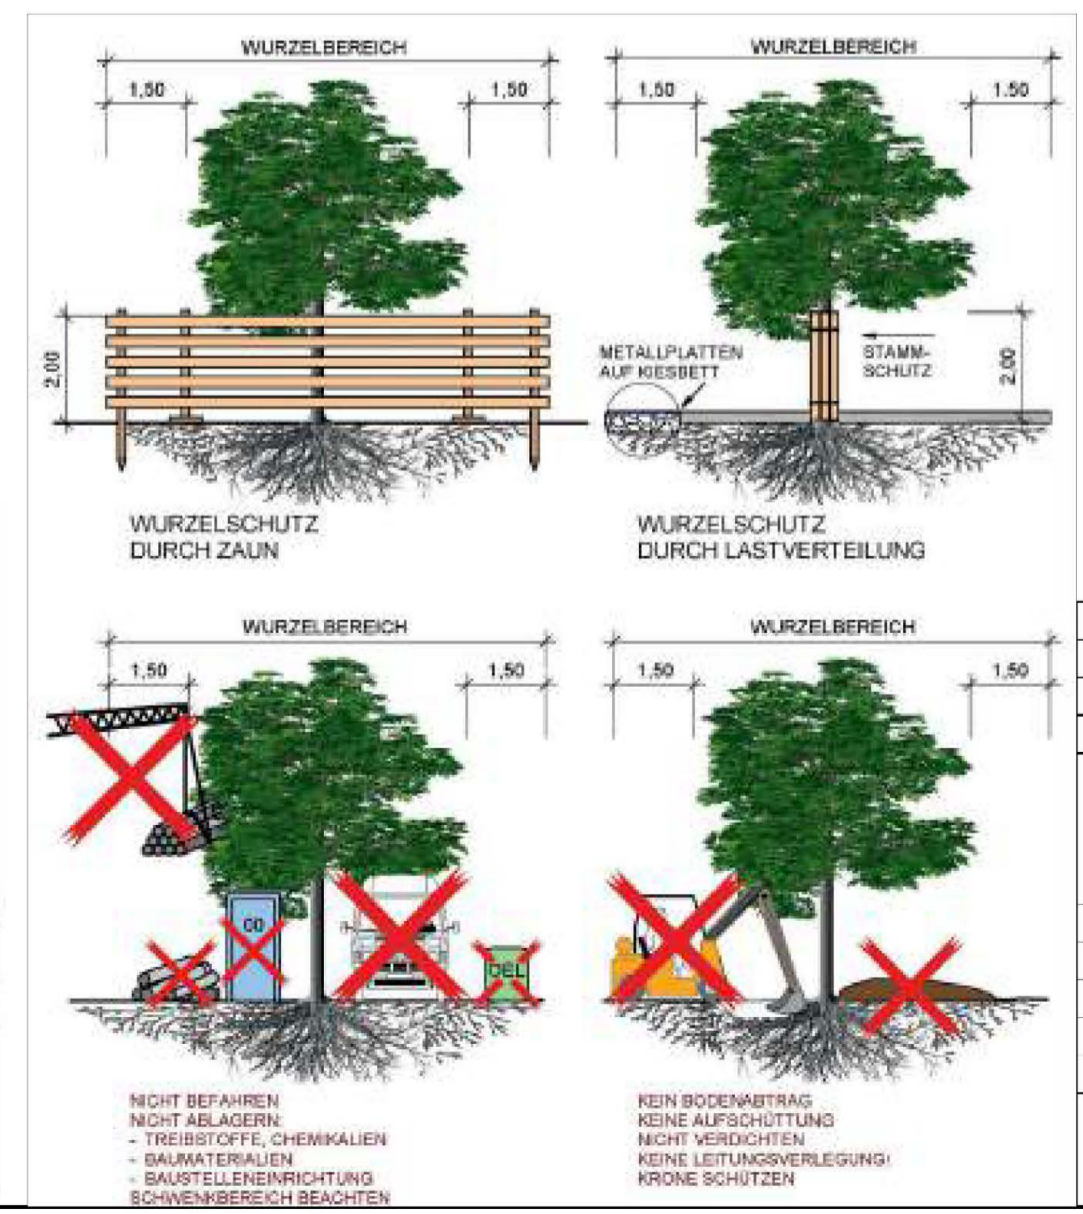 WURZELBEREICH
1,50
1,50
2,00
WURZELSCHUTZ
DURCH ZAUN
WURZELBEREICH
1,50
1.50
METALLPLATTEN
AUF KIESBETT
STAMM-
SCHUTZ
2,00
WURZELSCHUTZ
DURCH LASTVERTEILUNG
WURZELBEREICH
1,50
1,50
00
OEL
NICHT BEFAHREN
NICHT ABLAGERN:
- TREIBSTOFFE, CHEMIKALIEN
- BAUMATERIALIEN
- BAUSTELLENEINRICHTUNG
SCHWENKBEREICH BEACHTEN
WURZELBEREICH
1,50
1.50
KEIN BODENABTRAG
KEINE AUFSCHÜTTUNG
NICHT VERDICHTEN
KEINE LEITUNGSVERLEGUNG!
KRONE SCHÜTZEN